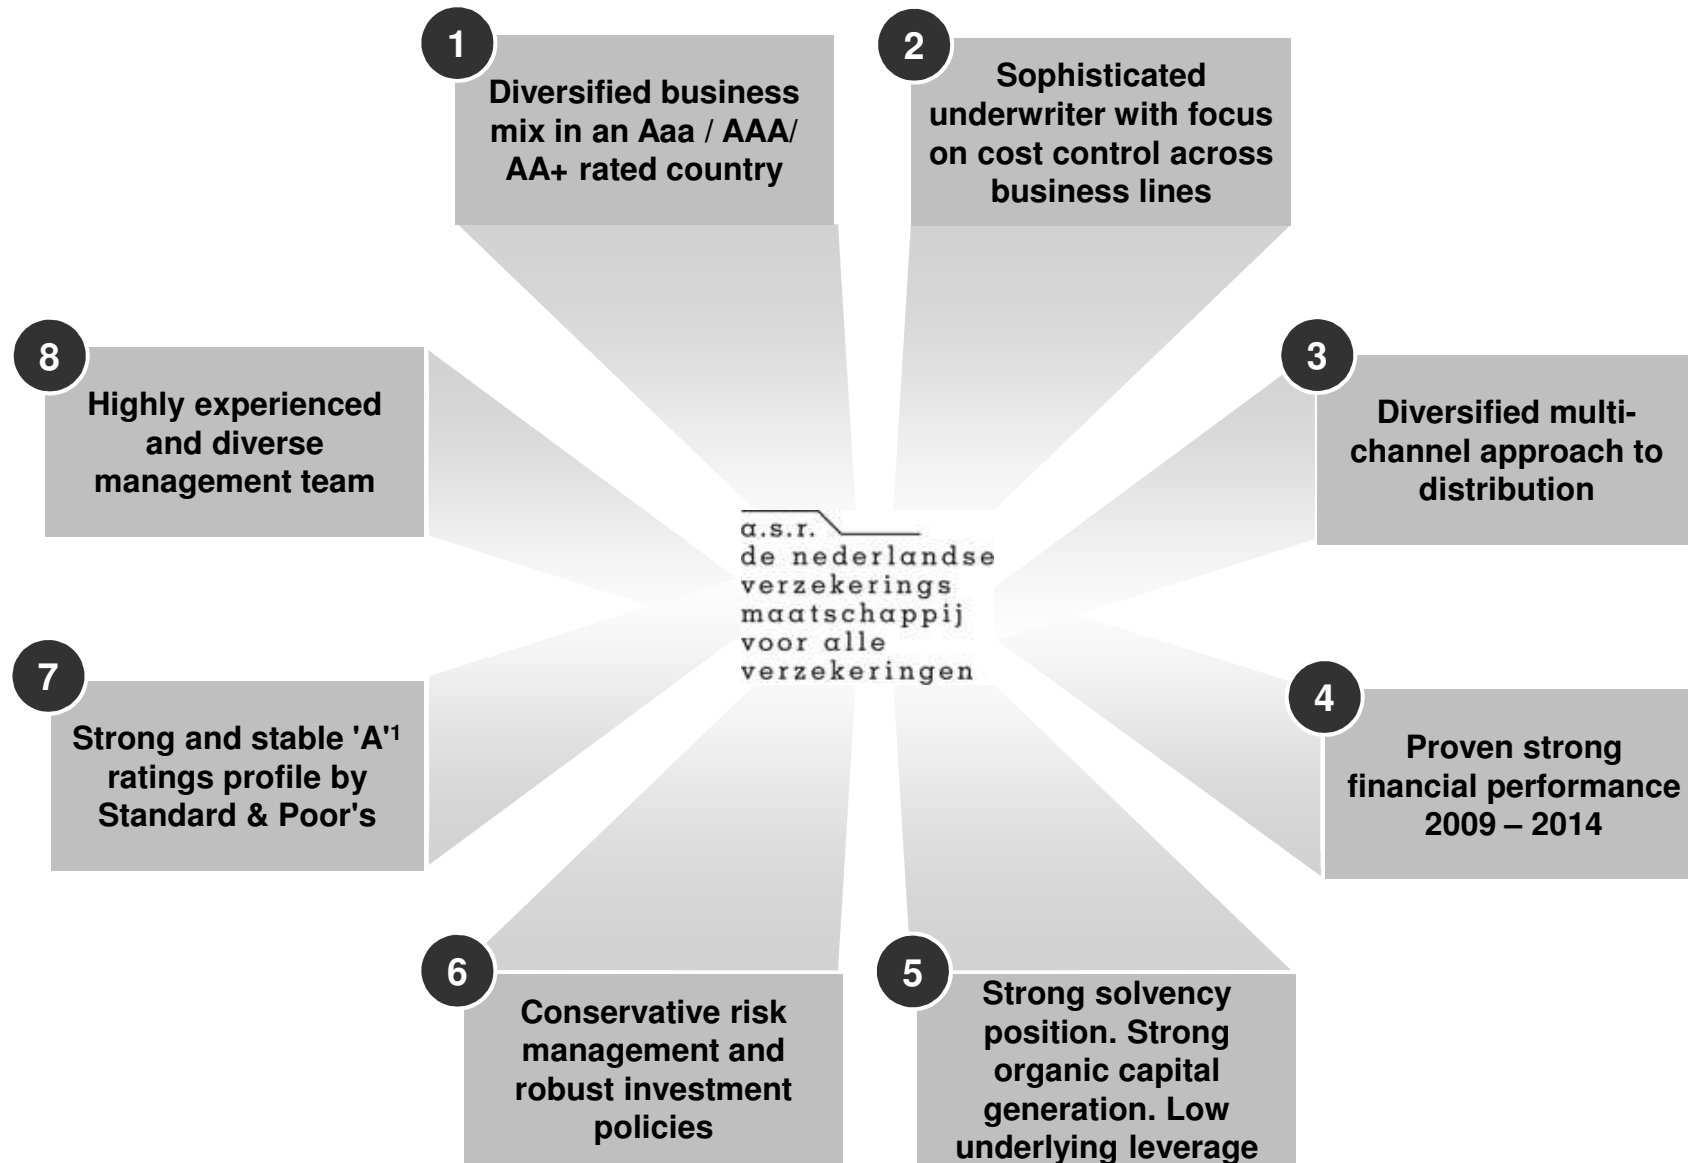 1
Diversified business
mix in an Aaa / AAA/
AA+ rated country
2
Sophisticated
underwriter with focus
on cost control across
business lines
3
Diversified multi-
channel approach to
distribution
4
Proven strong
financial performance
2009 – 2014
5
Strong solvency
position. Strong
organic capital
generation. Low
underlying leverage
6
Conservative risk
management and
robust investment
policies
7
Strong and stable 'A'¹
ratings profile by
Standard & Poor's
8
Highly experienced
and diverse
management team
a.s.r.
de nederlandse
verzekerings
maatschappij
voor alle
verzekeringen